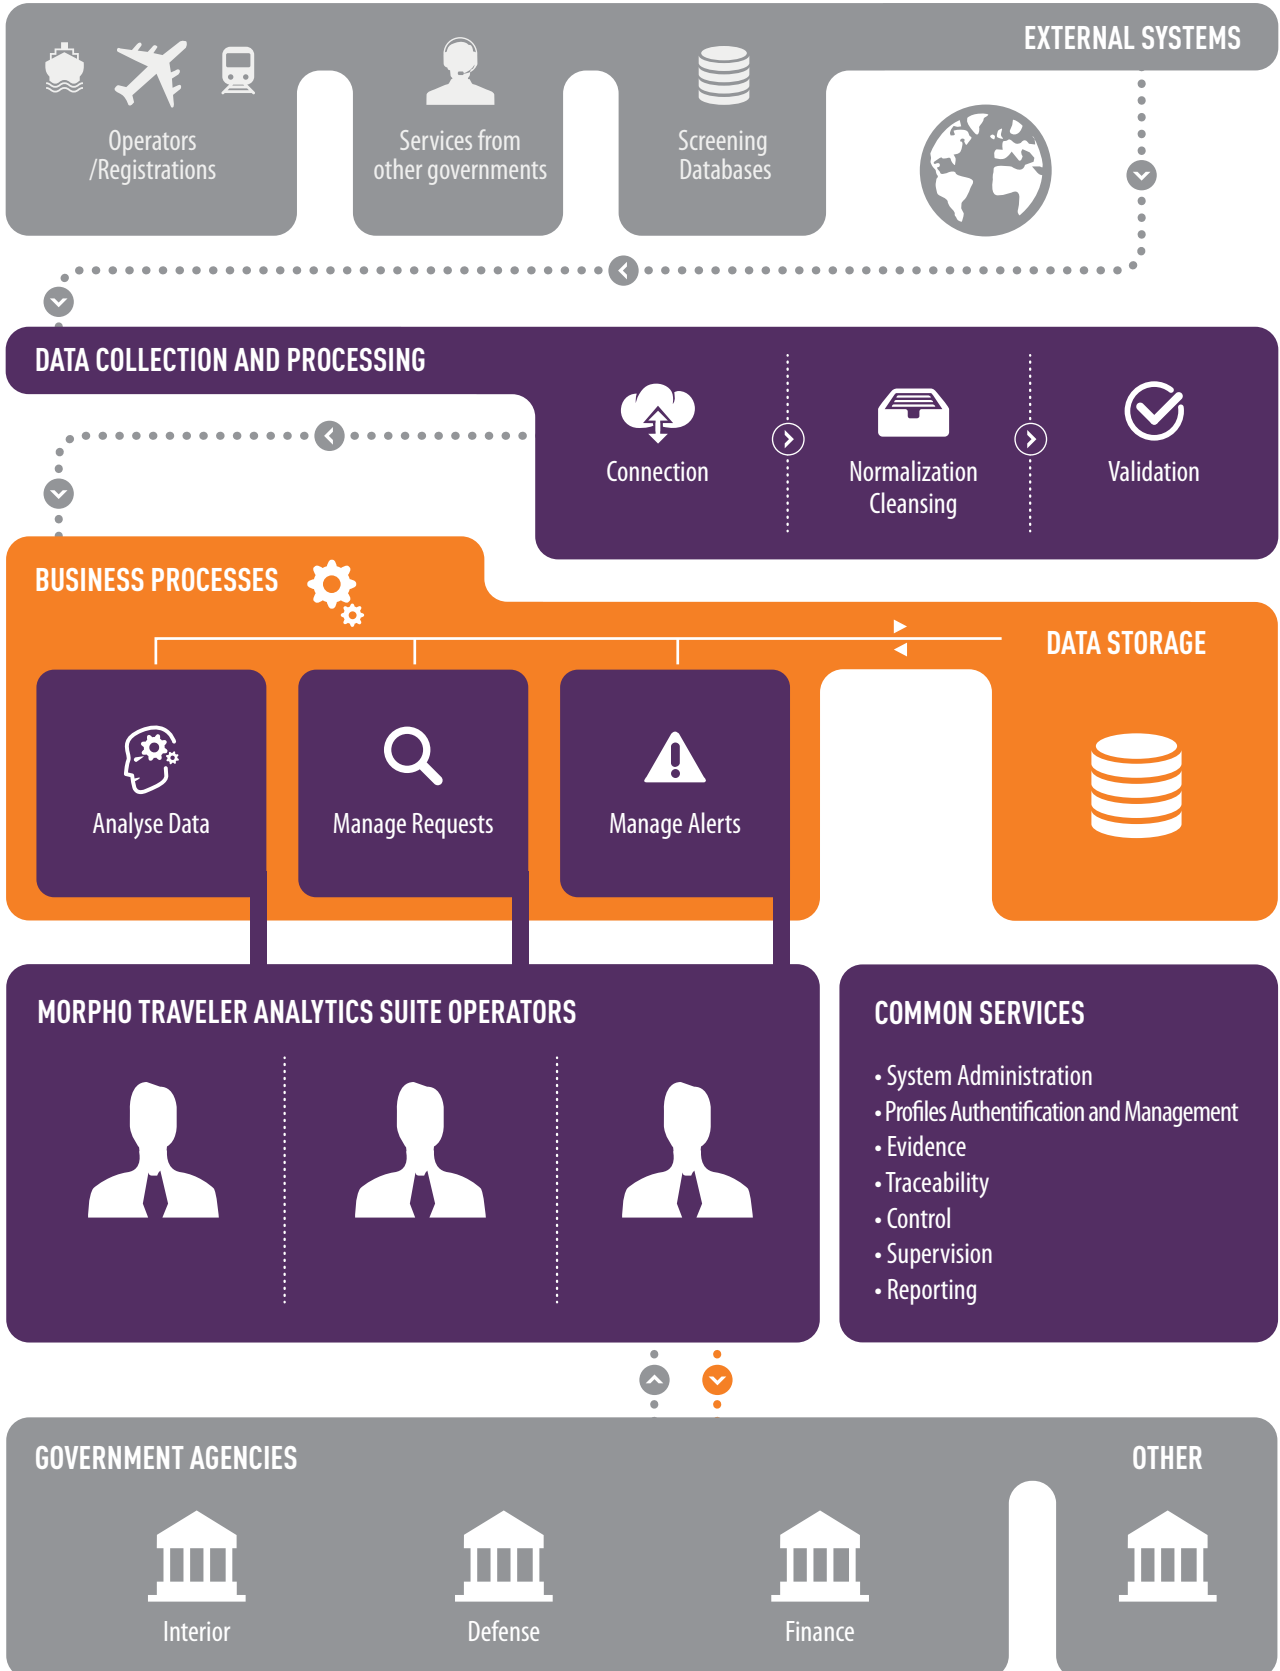 EXTERNAL SYSTEMS
Operators
/Registrations
Services from
other governments
Screening
Databases
DATA COLLECTION AND PROCESSING
Connection
Normalization
Cleansing
Validation
BUSINESS PROCESSES
DATA STORAGE
Analyse Data
Manage Requests
Manage Alerts
MORPHO TRAVELER ANALYTICS SUITE OPERATORS
COMMON SERVICES
• System Administration
• Profiles Authentification and Management
• Evidence
• Traceability
• Control
• Supervision
• Reporting
GOVERNMENT AGENCIES
OTHER
Interior
Defense
Finance